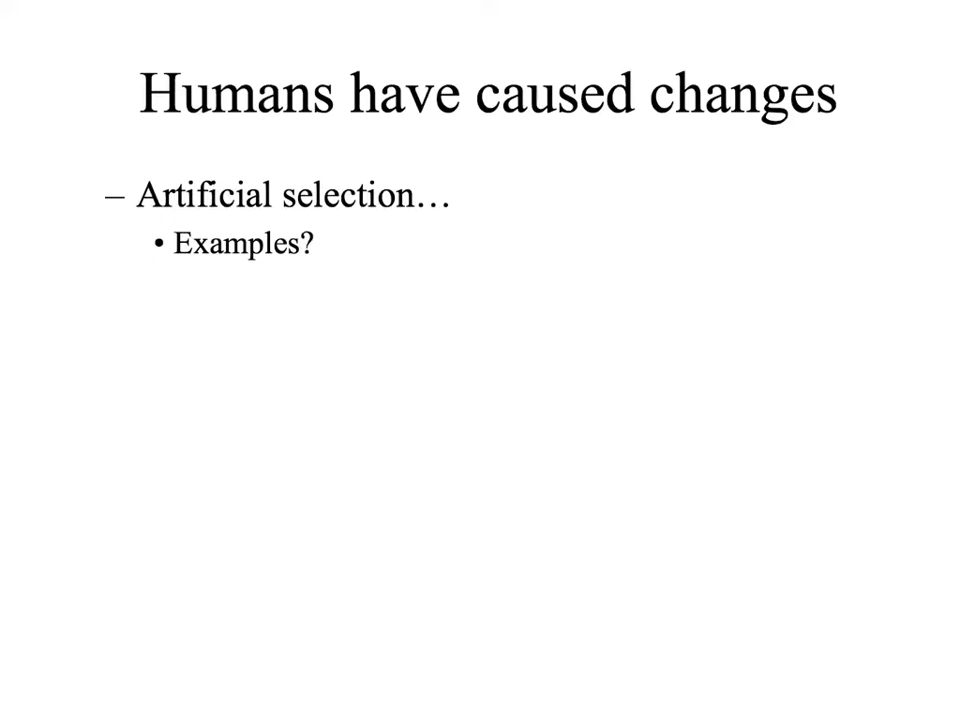 Humans have caused changes
– Artificial selection…
• Examples?